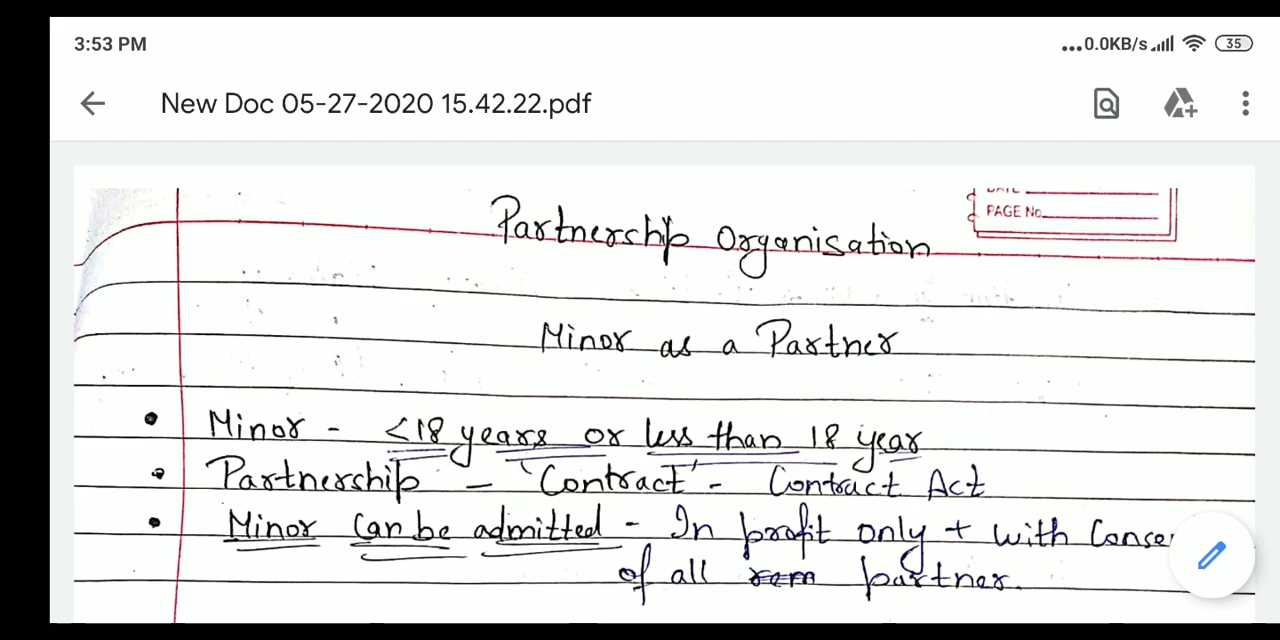 3:53 PM
...0.0KB/s
35
New Doc 05-27-2020 15.42.22.pdf
PAGE No.
Partnership Organisation
Minor as a Partner
• Minor - <18 years or less than 18 year
• Partnership - 'Contract' - Contract Act
• Minor can be admitted - In profit only + with
of all partner.